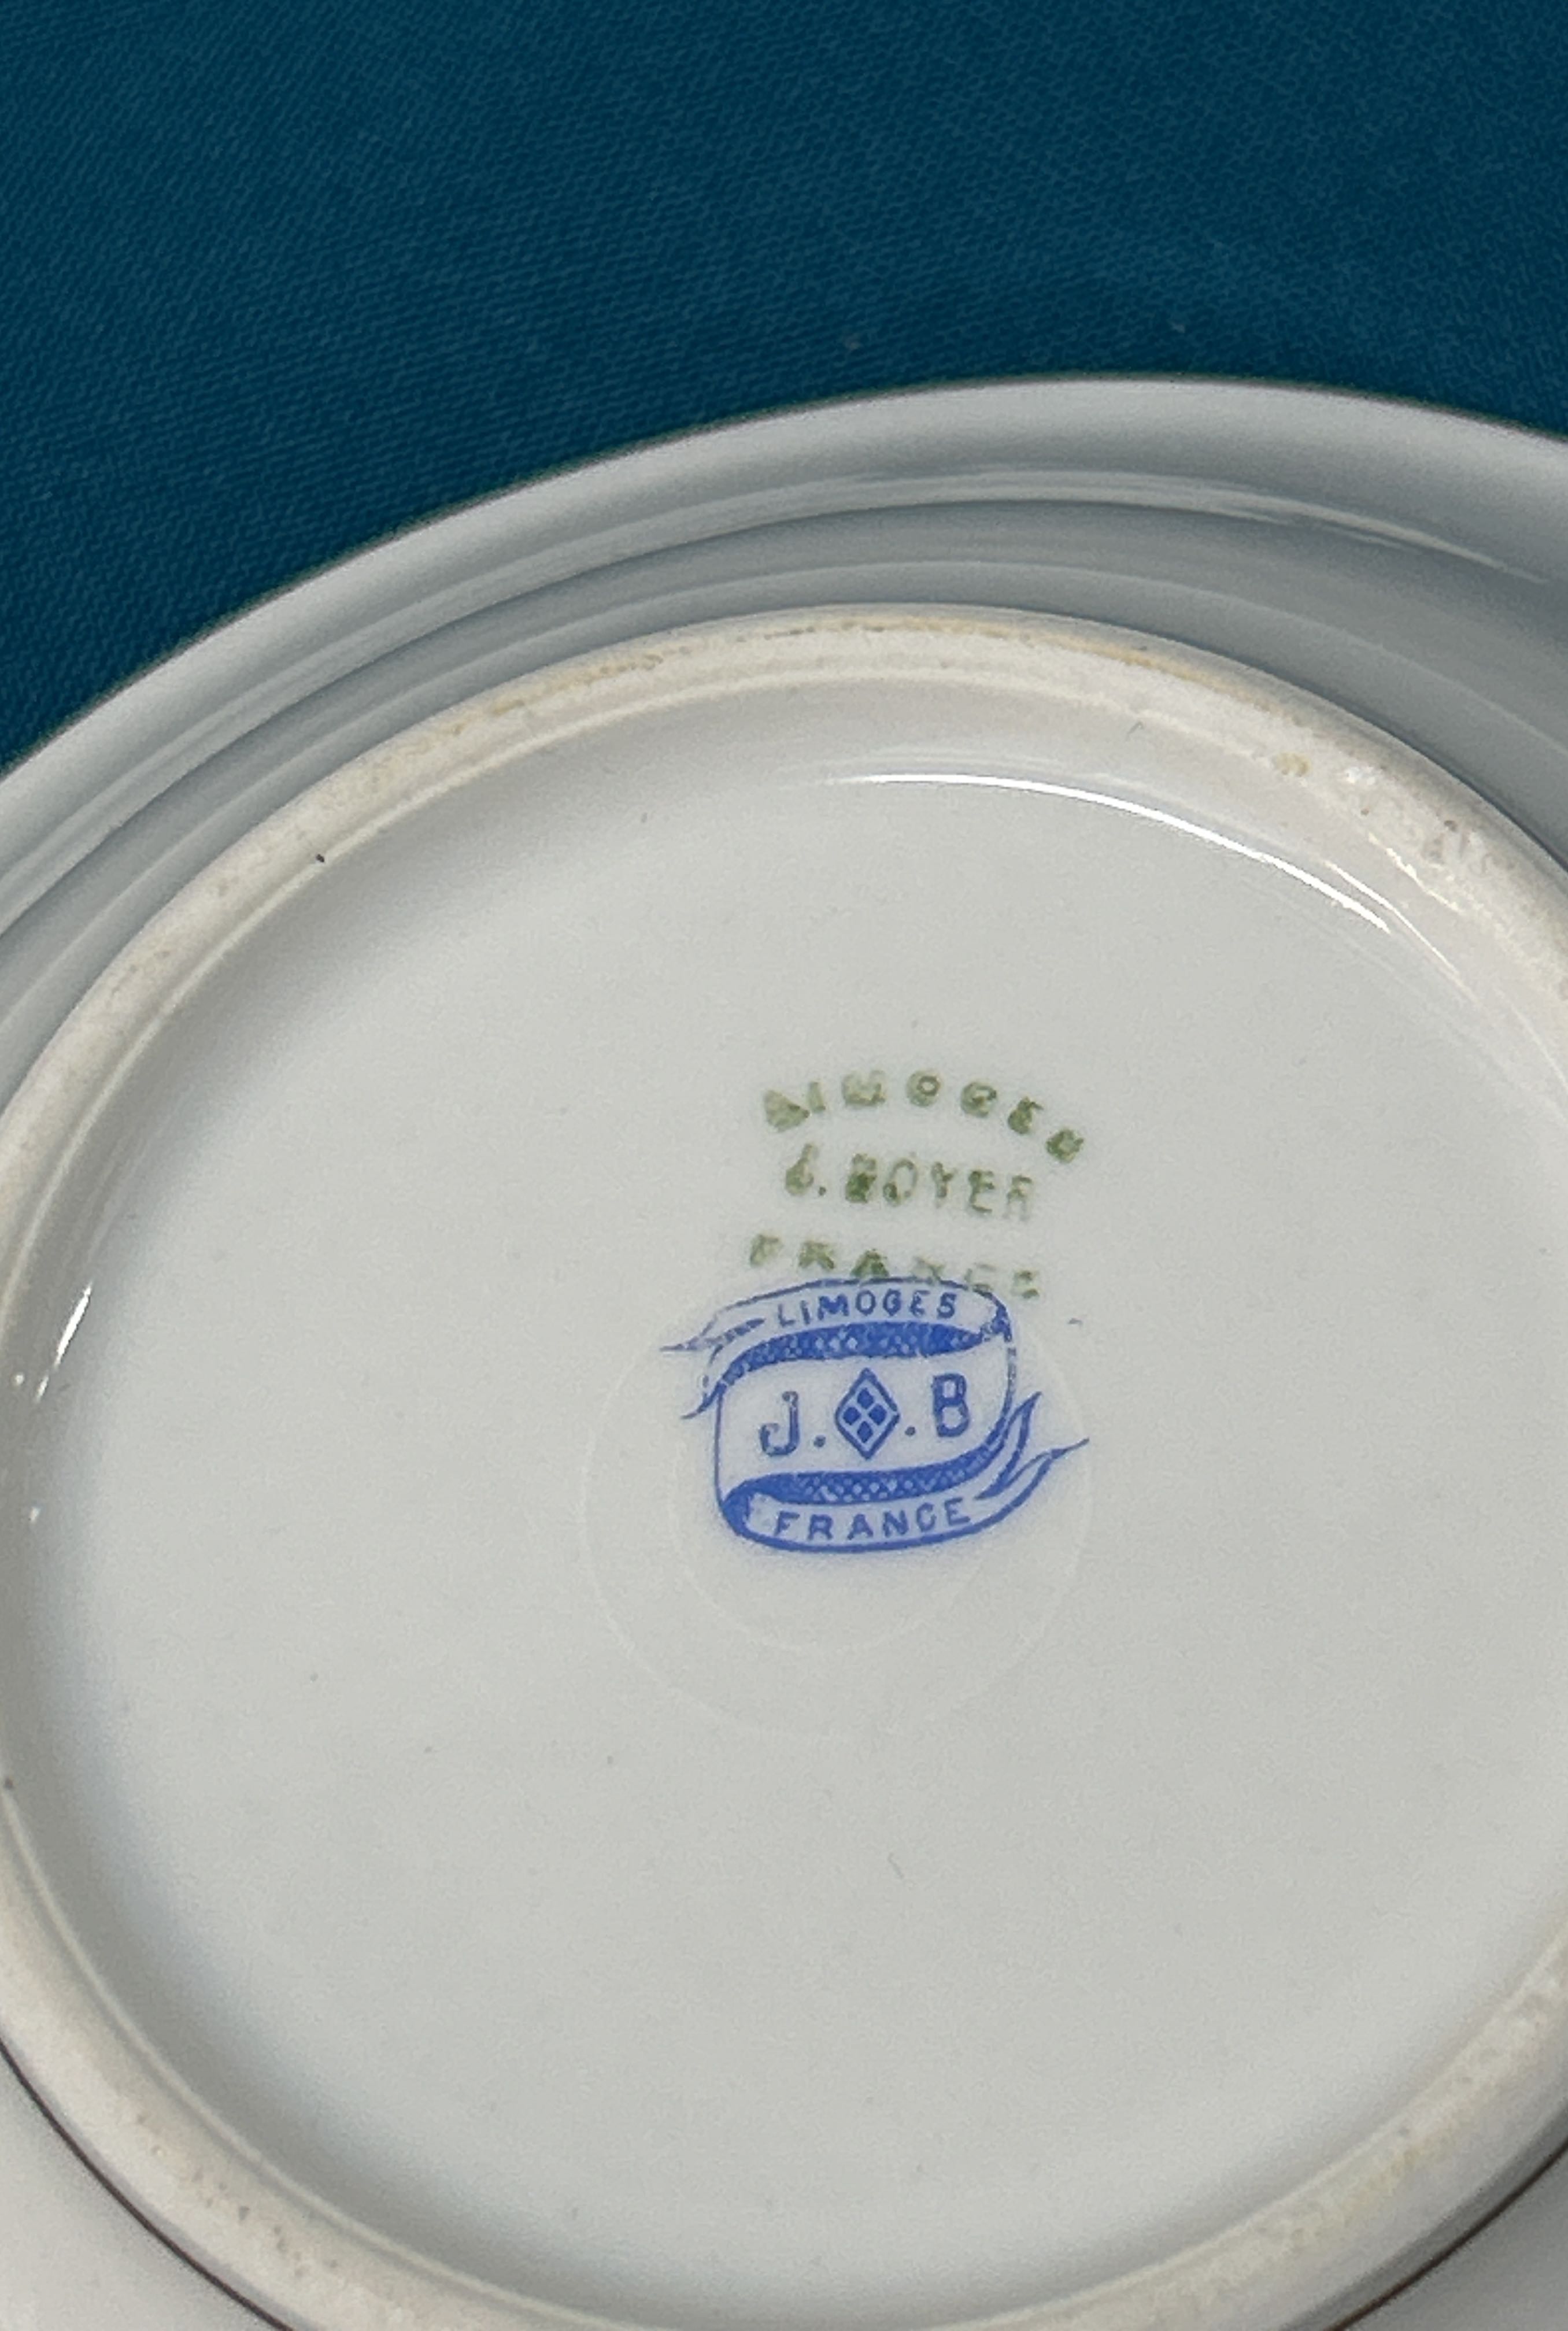 LIMOGES
J. BOYER
FRANCE
LIMOGES
J. . B
FRANCE